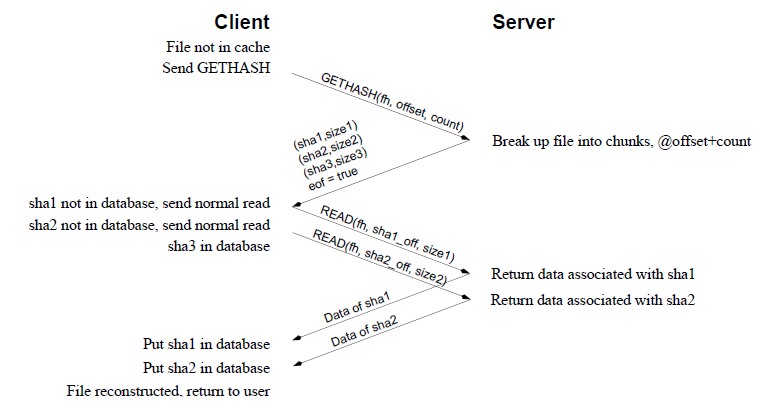 Client
Server
File not in cache
Send GETHASH
GETHASH(fh, offset, count)
(sha1,size1)
(sha2,size2)
(sha3,size3)
eof = true
Break up file into chunks, @offset+count
sha1 not in database, send normal read
sha2 not in database, send normal read
sha3 in database
READ(fh, sha1_off, size1)
READ(fh, sha2_off, size2)
Return data associated with sha1
Return data associated with sha2
Data of sha1
Data of sha2
Put sha1 in database
Put sha2 in database
File reconstructed, return to user